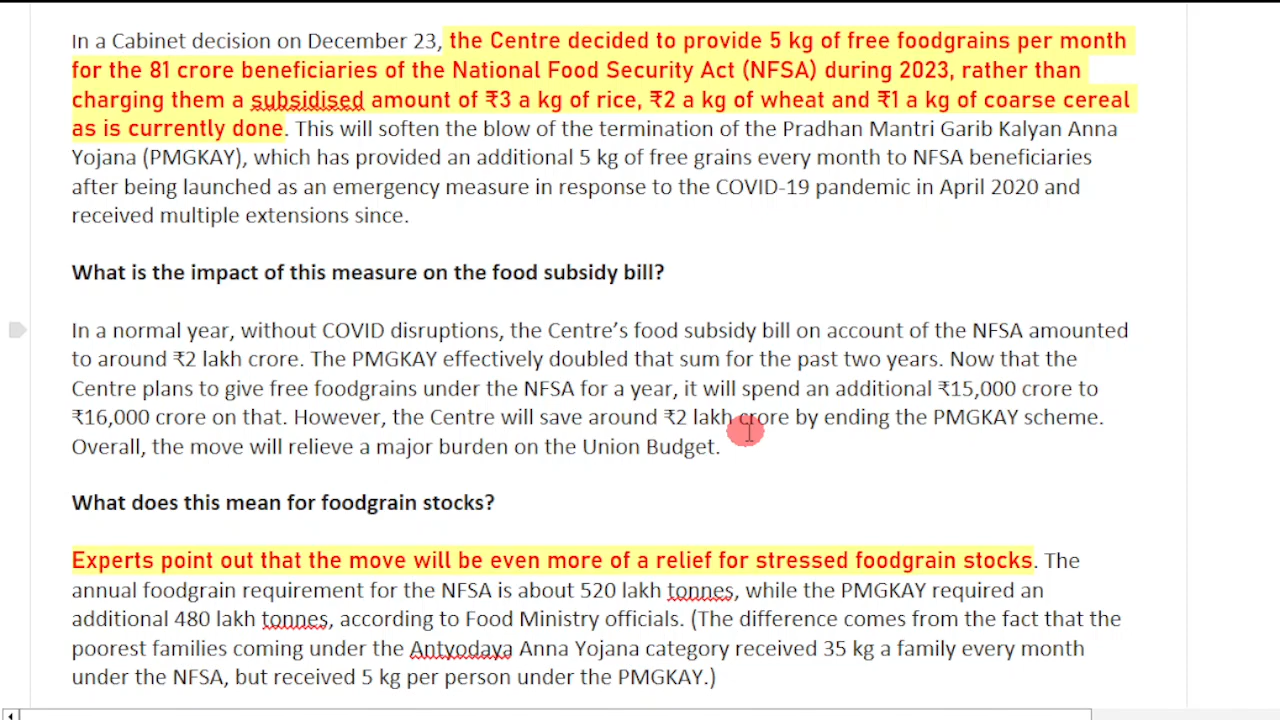 In a Cabinet decision on December 23, the Centre decided to provide 5 kg of free foodgrains per month
for the 81 crore beneficiaries of the National Food Security Act (NFSA) during 2023, rather than
charging them a subsidised amount of ₹3 a kg of rice, ₹2 a kg of wheat and ₹1 a kg of coarse cereal
as is currently done. This will soften the blow of the termination of the Pradhan Mantri Garib Kalyan Anna
Yojana (PMGKAY), which has provided an additional 5 kg of free grains every month to NFSA beneficiaries
after being launched as an emergency measure in response to the COVID-19 pandemic in April 2020 and
received multiple extensions since.
What is the impact of this measure on the food subsidy bill?
In a normal year, without COVID disruptions, the Centre’s food subsidy bill on account of the NFSA amounted
to around ₹2 lakh crore. The PMGKAY effectively doubled that sum for the past two years. Now that the
Centre plans to give free foodgrains under the NFSA for a year, it will spend an additional ₹15,000 crore to
₹16,000 crore on that. However, the Centre will save around ₹2 lakh crore by ending the PMGKAY scheme.
Overall, the move will relieve a major burden on the Union Budget.
What does this mean for foodgrain stocks?
Experts point out that the move will be even more of a relief for stressed foodgrain stocks. The
annual foodgrain requirement for the NFSA is about 520 lakh tonnes, while the PMGKAY required an
additional 480 lakh tonnes, according to Food Ministry officials. (The difference comes from the fact that the
poorest families coming under the Antyodaya Anna Yojana category received 35 kg a family every month
under the NFSA, but received 5 kg per person under the PMGKAY.)